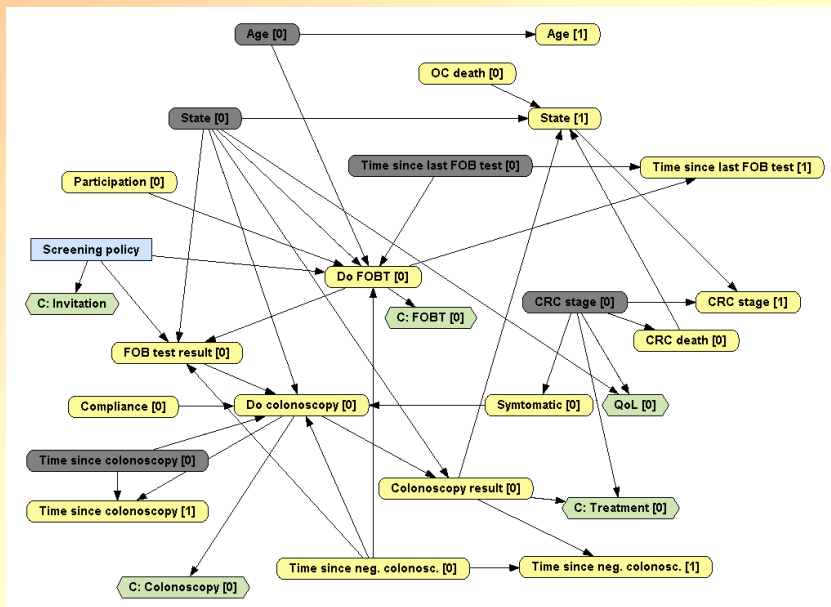 Age [0]
Age [1]
OC death [0]
State [0]
State [1]
Time since last FOB test [0]
Time since last FOB test [1]
Participation [0]
Screening policy
Do FOBT [0]
C: Invitation
CRC stage [0]
CRC stage [1]
C: FOBT [0]
CRC death [0]
FOB test result [0]
Compliance [0]
Do colonoscopy [0]
Symtomatic [0]
QoL [0]
Time since colonoscopy [0]
Colonoscopy result [0]
Time since colonoscopy [1]
C: Treatment [0]
Time since neg. colonosc. [0]
Time since neg. colonosc. [1]
C: Colonoscopy [0]